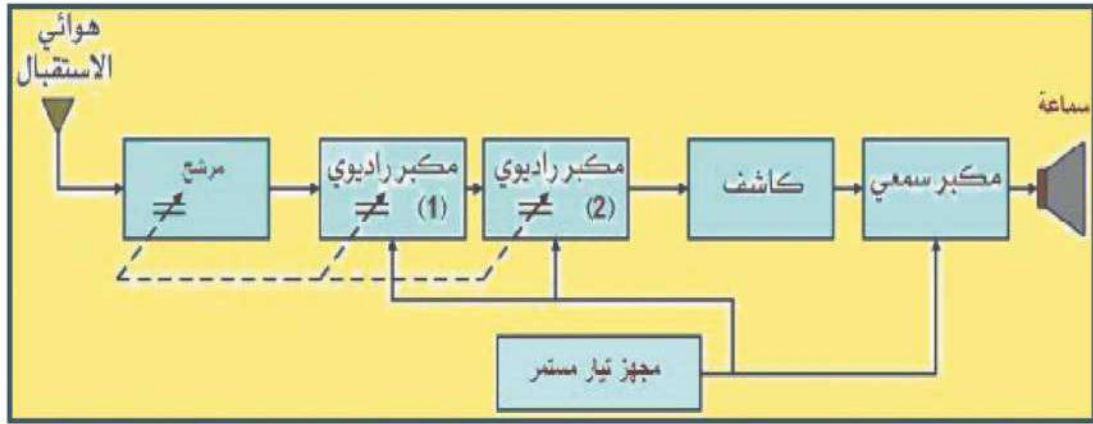 هوائي
الاستقبال
سماعة
مرشح
مكبر راديوي
(1)
مكبر راديوي
(2)
كاشف
مكبر سمعي
مجهز تيار مستمر